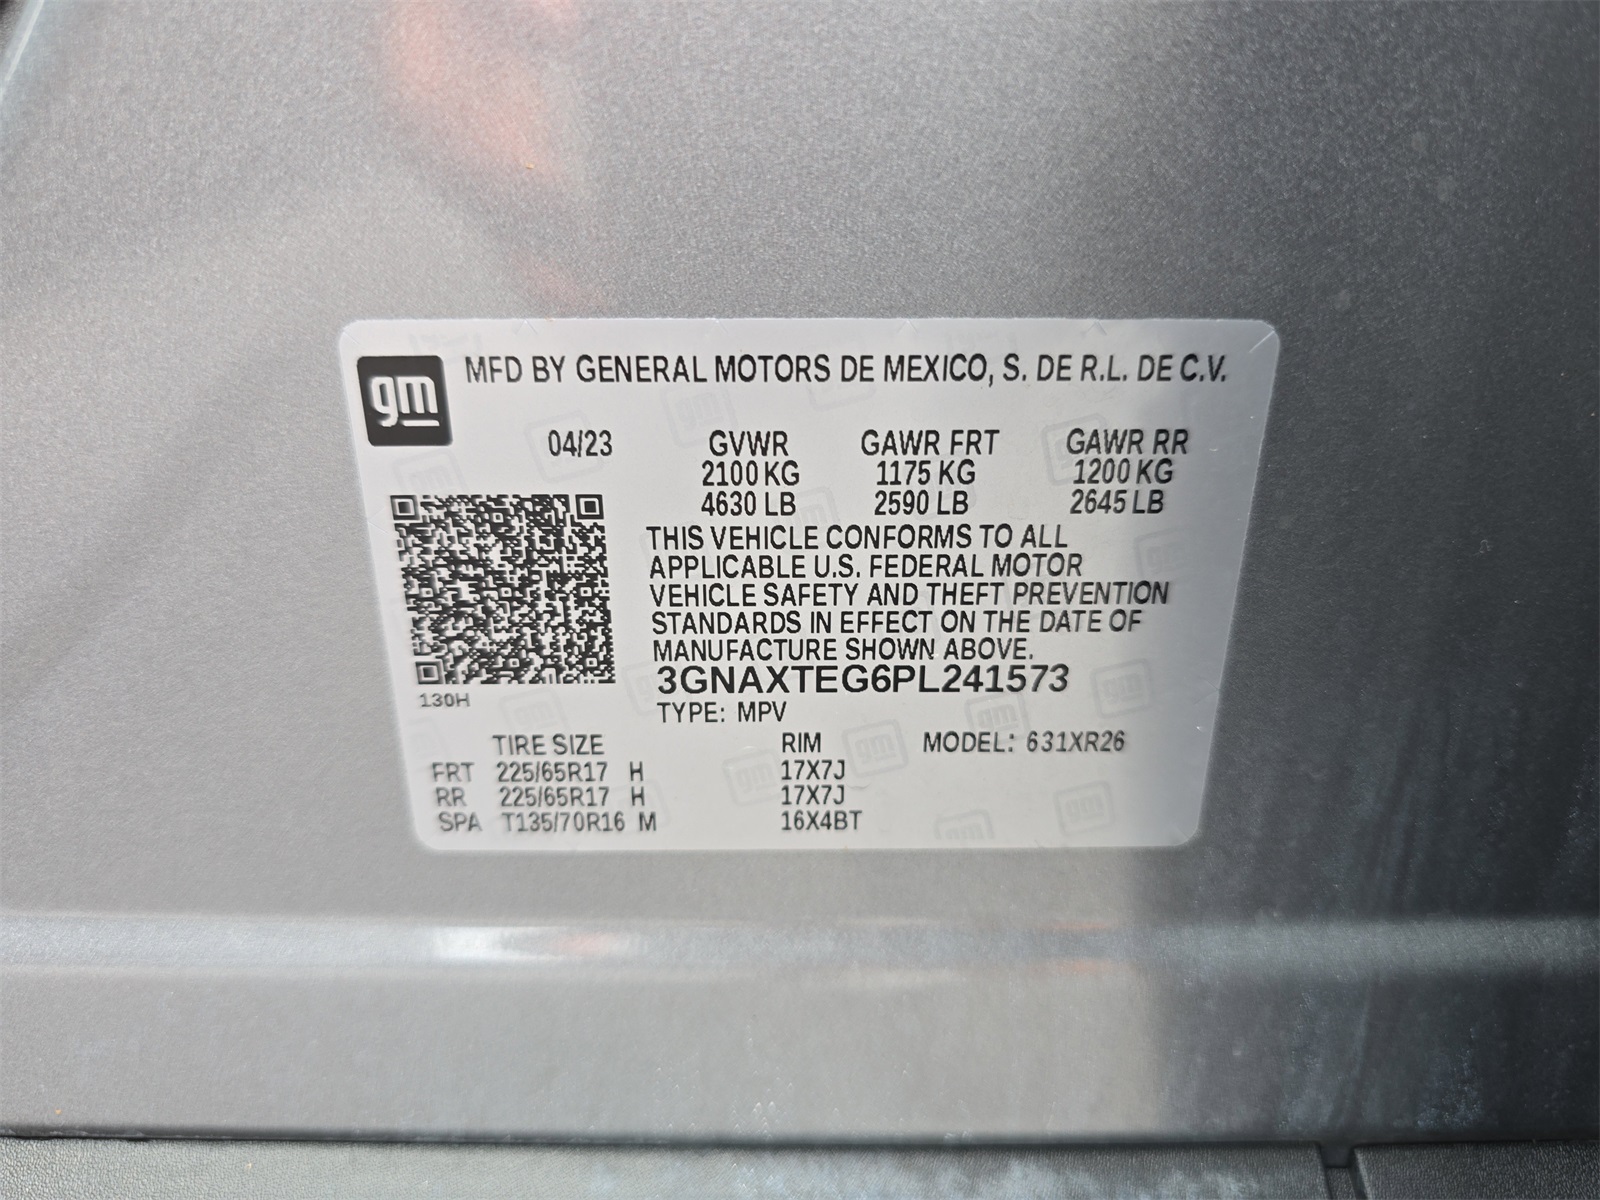 gm
MFD BY GENERAL MOTORS DE MEXICO, S. DE R.L. DE C.V.
04/23 GVWR GAWR FRT GAWR RR
2100 KG 1175 KG 1200 KG
4630 LB 2590 LB 2645 LB
THIS VEHICLE CONFORMS TO ALL
APPLICABLE U.S. FEDERAL MOTOR
VEHICLE SAFETY AND THEFT PREVENTION
STANDARDS IN EFFECT ON THE DATE OF
MANUFACTURE SHOWN ABOVE.
3GNAXTEG6PL241573
130H
TYPE: MPV
TIRE SIZE RIM MODEL: 631XR26
FRT 225/65R17 H 17X7J
RR 225/65R17 H 17X7J
SPA T135/70R16 M 16X4BT